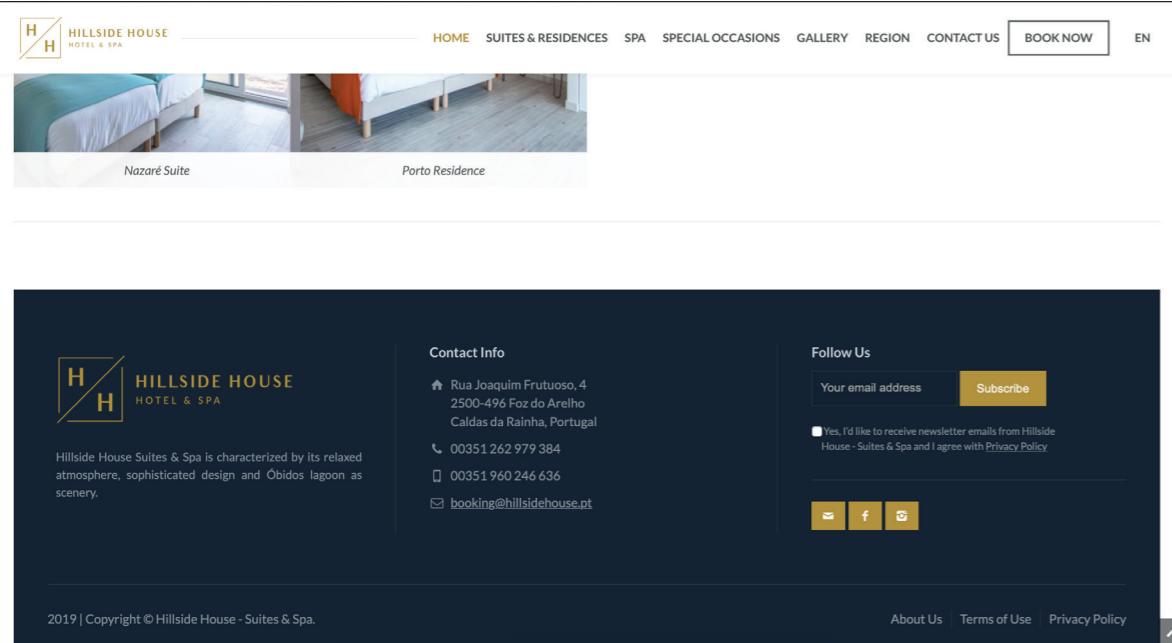 H
H
HILLSIDE HOUSE
HOTEL & SPA
HOME SUITES & RESIDENCES SPA SPECIAL OCCASIONS GALLERY REGION CONTACT US BOOK NOW EN
Nazaré Suite
Porto Residence
H
H
HILLSIDE HOUSE
HOTEL & SPA
Hillside House Suites & Spa is characterized by its relaxed
atmosphere, sophisticated design and Óbidos lagoon as
scenery.
Contact Info
Rua Joaquim Frutuoso, 4
2500-496 Foz do Arelho
Caldas da Rainha, Portugal
00351 262 979 384
00351 960 246 636
booking@hillsidehouse.pt
Follow Us
Your email address
Subscribe
Yes, I'd like to receive newsletter emails from Hillside
House - Suites & Spa and I agree with Privacy Policy
f
2019 | Copyright © Hillside House - Suites & Spa.
About Us Terms of Use Privacy Policy